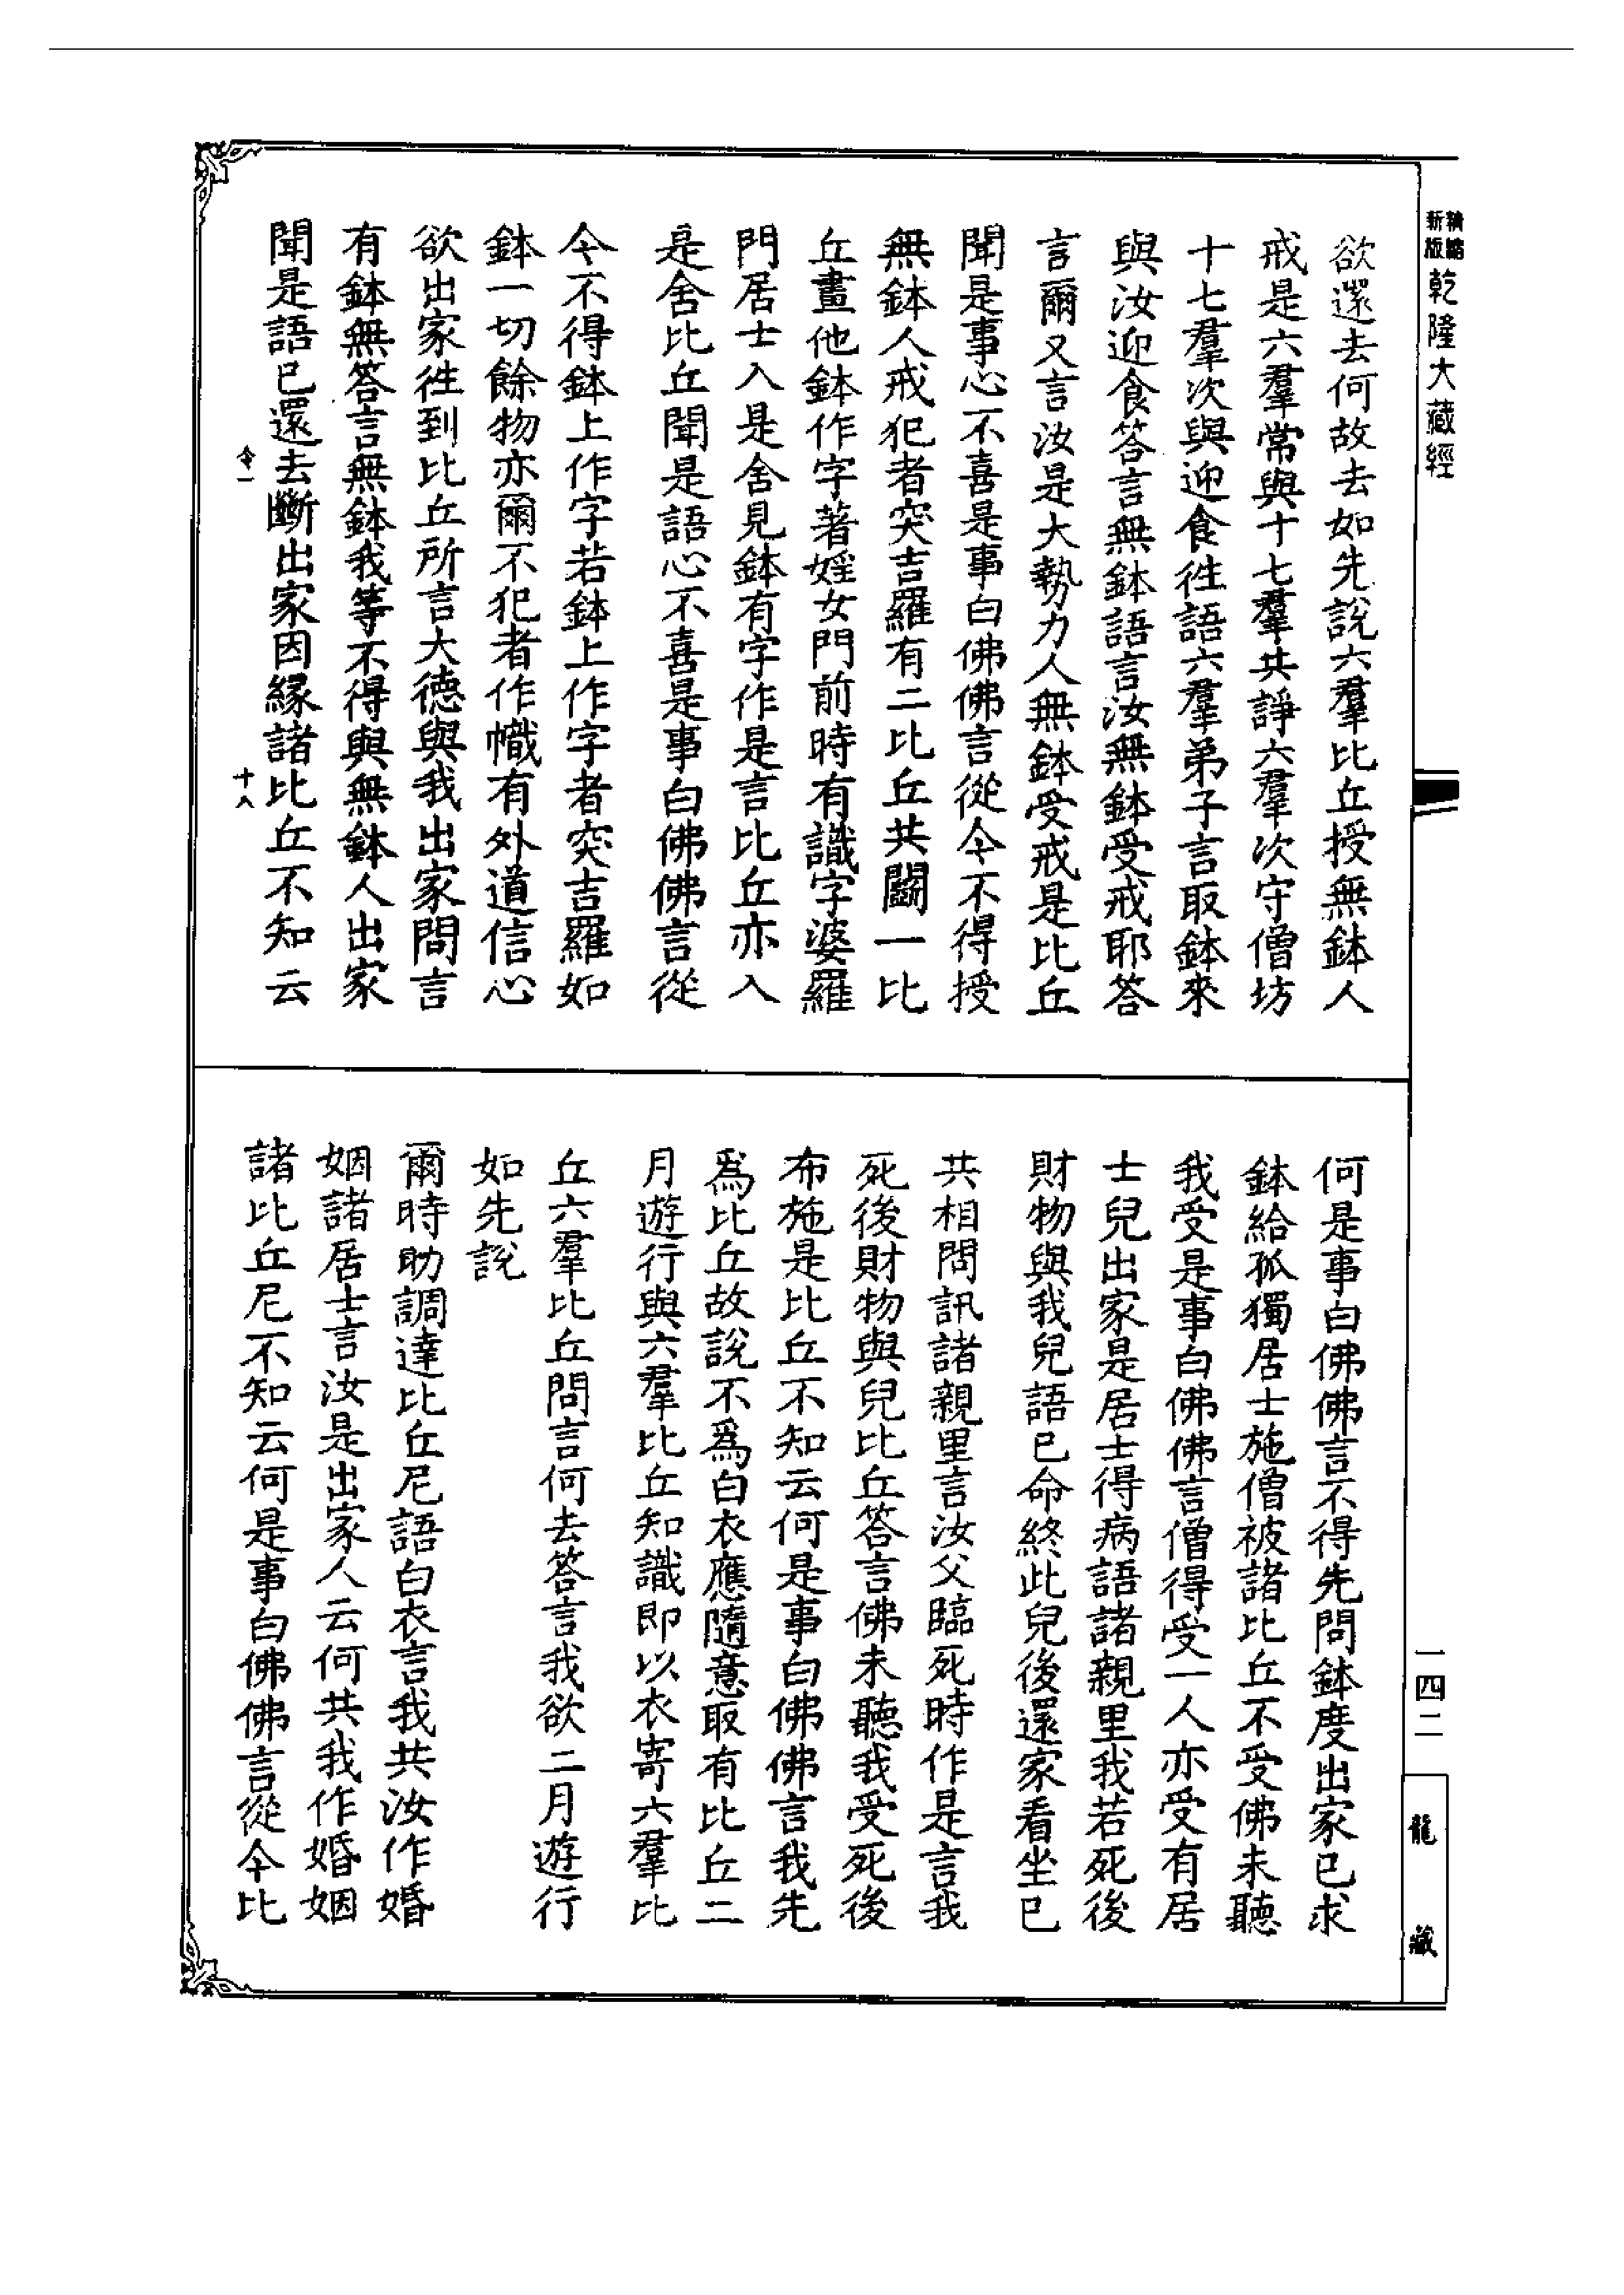 精縮新版乾隆大藏經
欲還去何故去如先說六羣比丘授無鉢人
戒是六羣常與十七羣共諍六羣次守僧坊
十七羣次與迎食徃語六羣弟子言取鉢來
與汝迎食答言無鉢語言汝無鉢受戒耶答
言爾又言汝是大勢力人無鉢受戒是比丘
聞是事心不喜是事白佛佛言從今不得授
無鉢人戒犯者突吉羅有二比丘共鬪一比
丘畫他鉢作字著婬女門前時有識字婆羅
門居士入是舍見鉢有字作是言比丘亦入
是舍比丘聞是語心不喜是事白佛佛言從
今不得鉢上作字若鉢上作字者突吉羅如
鉢一切餘物亦爾不犯者作幟有外道信心
欲出家徃到比丘所言大德與我出家問言
有鉢無答言無鉢我等不得與無鉢人出家
聞是語已還去斷出家因緣諸比丘不知云
令一
十八
何是事白佛佛言不得先問鉢度出家已求
鉢給孤獨居士施僧被諸比丘不受佛未聽
我受是事白佛佛言僧得受一人亦受有居
士兒出家是居士得病語諸親里我若死後
財物與我兒語已命終此兒後還家看坐已
共相問訊諸親里言汝父臨死時作是言我
死後財物與兒比丘答言佛未聽我受死後
布施是比丘不知云何是事白佛佛言我先
爲比丘故說不爲白衣應隨意取有比丘二
月遊行與六羣比丘知識即以衣寄六羣比
丘六羣比丘問言何去答言我欲二月遊行
如先說
爾時助調達比丘尼語白衣言我共汝作婚
姻諸居士言汝是出家人云何共我作婚姻
諸比丘尼不知云何是事白佛佛言從今比
一四二
龍藏